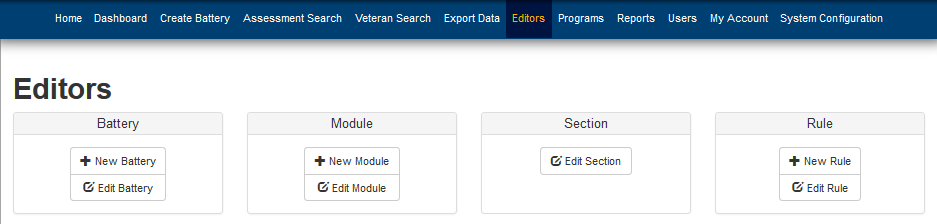 Home Dashboard Create Battery Assessment Search Veteran Search Export Data Editors Programs Reports Users My Account System Configuration
Editors
Battery Module Section Rule
New Battery New Module Edit Section New Rule
Edit Battery Edit Module Edit Rule